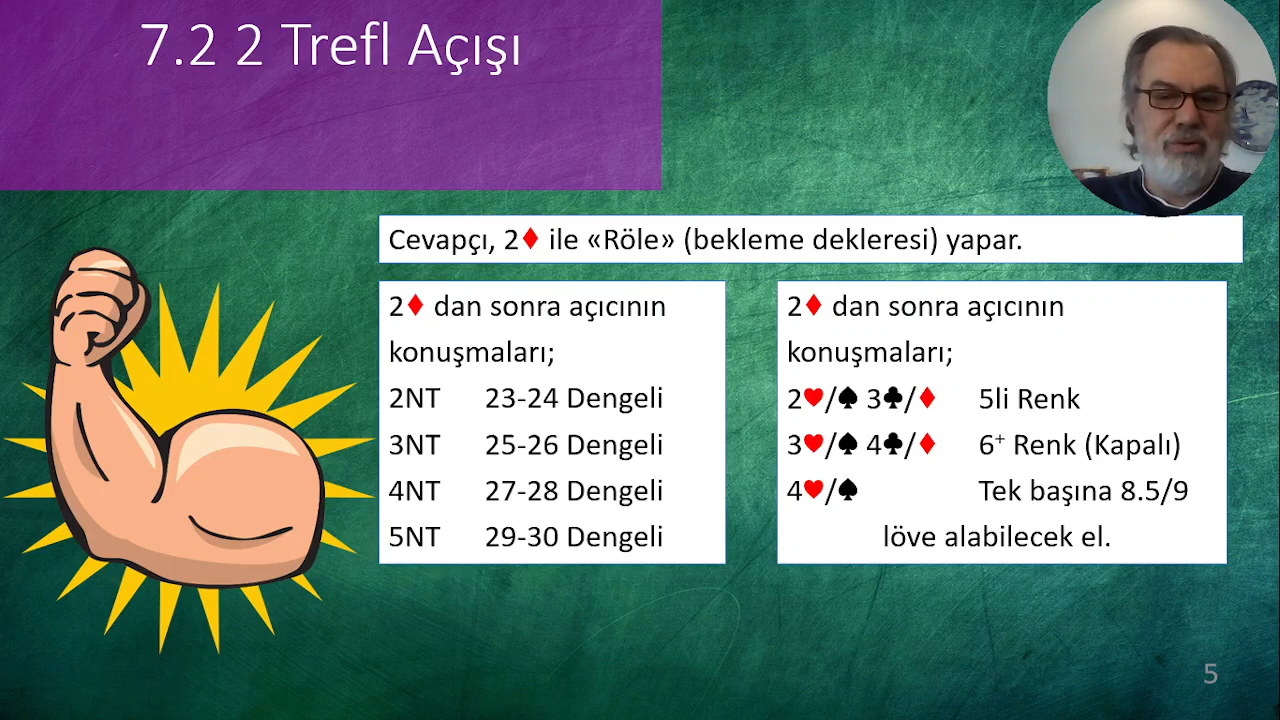 7.2 2 Trefl Açışı
Cevapçı, 2♦ ile «Röle» (bekleme dekleresi) yapar.
2♦ dan sonra açıcının
konuşmaları;
2NT 23-24 Dengeli
3NT 25-26 Dengeli
4NT 27-28 Dengeli
5NT 29-30 Dengeli
2♦ dan sonra açıcının
konuşmaları;
2♥/♠ 3♣/♦ 5li Renk
3♥/♠ 4♣/♦ 6⁺ Renk (Kapalı)
4♥/♠ Tek başına 8.5/9
löve alabilecek el.
5